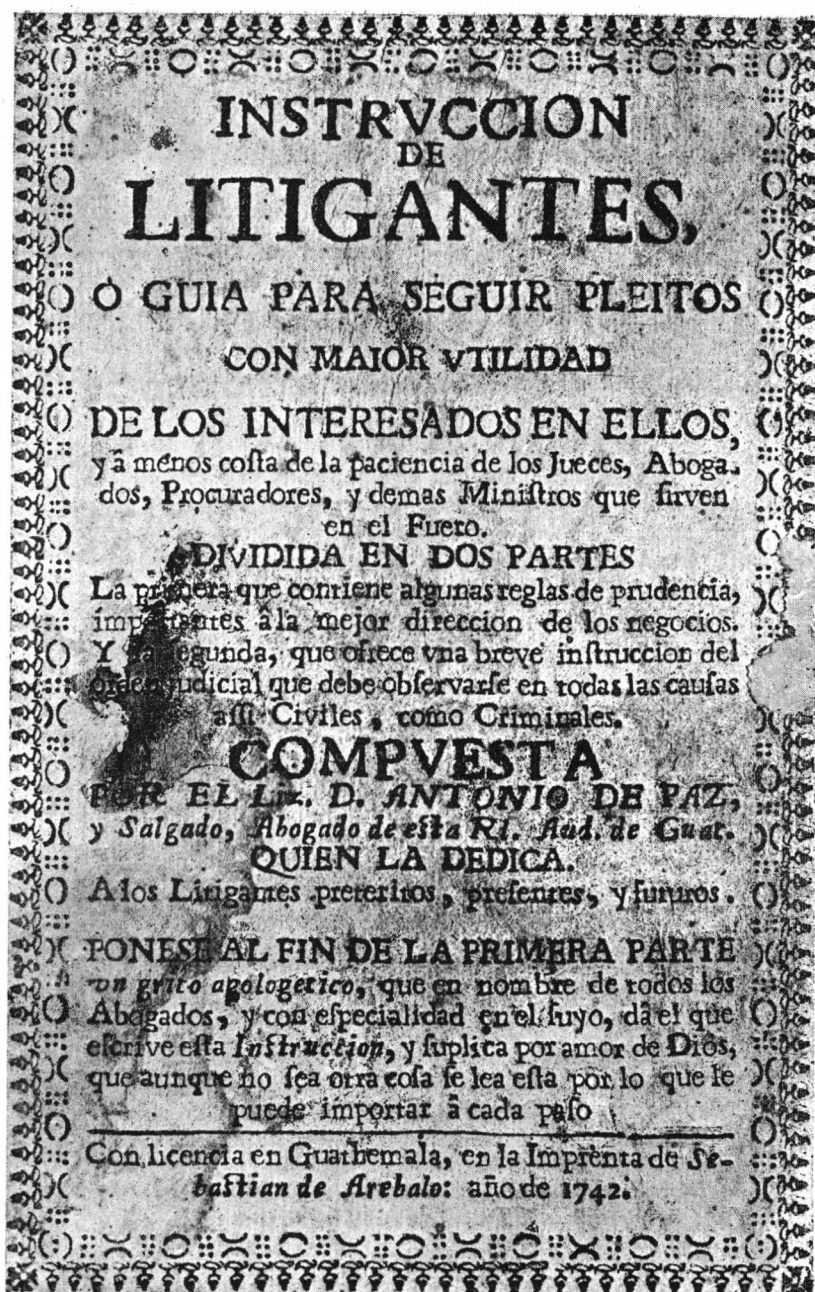 INSTRVCCION
DE
LITIGANTES,
Ó GUIA PARA SEGUIR PLEITOS
CON MAIOR VTILIDAD
DE LOS INTERESADOS EN ELLOS,
y â menos coſta de la paciencia de los Jueces, Aboga-
dos, Procuradores, y demas Miniſtros que ſirven
en el Fuero.
DIVIDIDA EN DOS PARTES
La primera que contiene algunas reglas de prudencia,
importantes âla mejor direccion de los negocios.
Y la ſegunda, que ofrece vna breve inſtruccion del
orden judicial que debe obſervarſe en todas las cauſas
aſſi Civiles, como Criminales.
COMPVESTA
POR EL Liz. D. ANTONIO DE PAZ,
y Salgado, Abogado de eſta Rl. Aud. de Guat.
QUIEN LA DEDICA.
A los Litigantes preteritos, preſentes, y futuros.
PONESE AL FIN DE LA PRIMERA PARTE
vn grito apologetico, que en nombre de todos los
Abogados, y con eſpecialidad en el ſuyo, dâ el que
eſcrive eſta Inſtruccion, y ſuplica por amor de Dios,
que aunque no ſea otra coſa ſe lea eſta por lo que le
puede importar â cada paſo
Con licencia en Guathemala, en la Imprenta de Se-
baſtian de Arebalo: año de 1742.